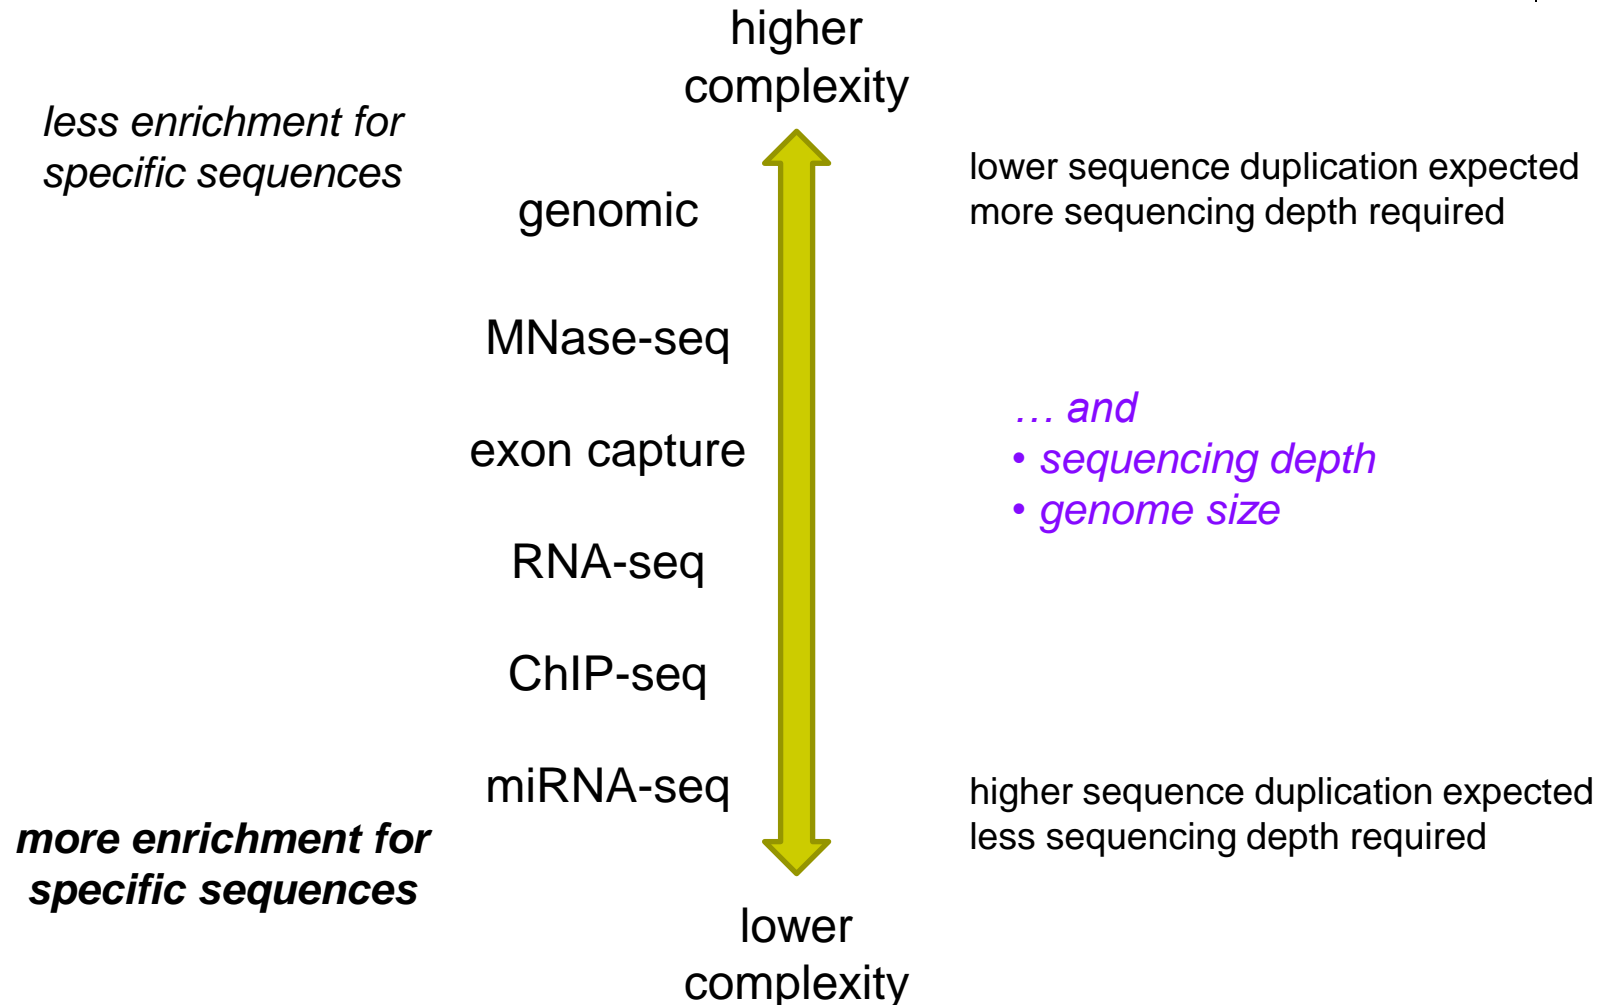 higher
complexity
less enrichment for
specific sequences
lower sequence duplication expected
more sequencing depth required
genomic
MNase-seq
… and
• sequencing depth
• genome size
exon capture
RNA-seq
ChIP-seq
miRNA-seq
higher sequence duplication expected
less sequencing depth required
more enrichment for
specific sequences
lower
complexity